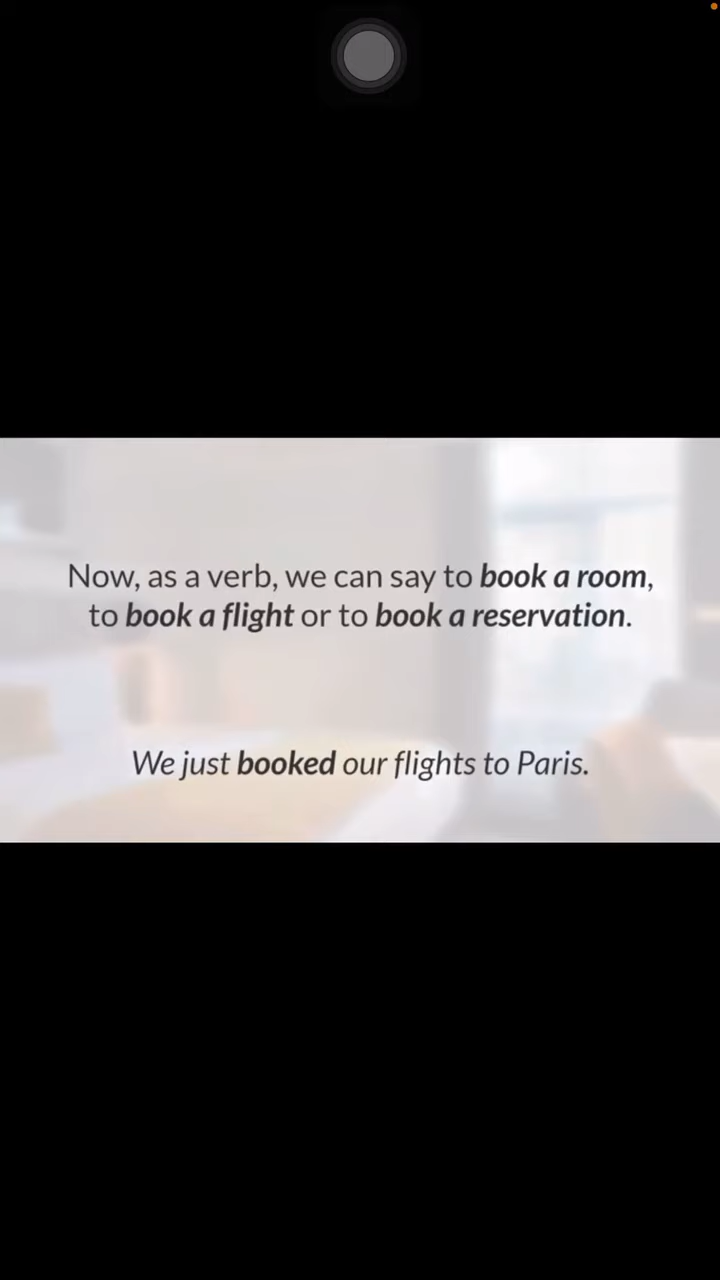 Now, as a verb, we can say to book a room,
to book a flight or to book a reservation.
We just booked our flights to Paris.